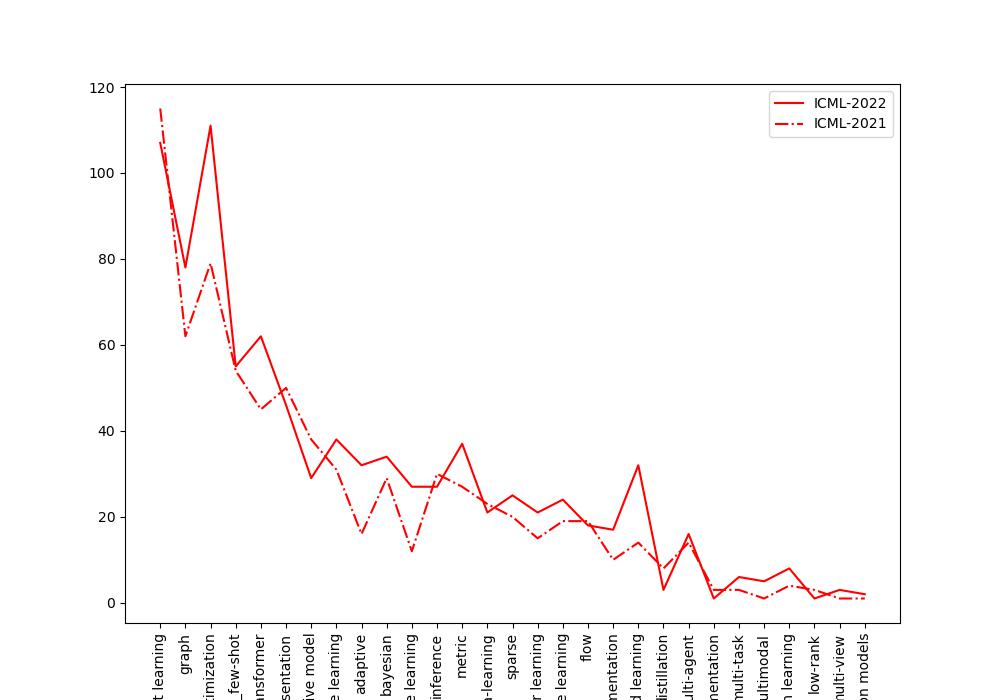 120
100
80
60
40
20
0
ICML-2022
ICML-2021
t learning
graph
imization
_few-shot
ansformer
sentation
ive model
e learning
adaptive
bayesian
e learning
inference
metric
a-learning
sparse
r learning
e learning
flow
mentation
d learning
distillation
ulti-agent
mentation
multi-task
ultimodal
n learning
low-rank
multi-view
on models